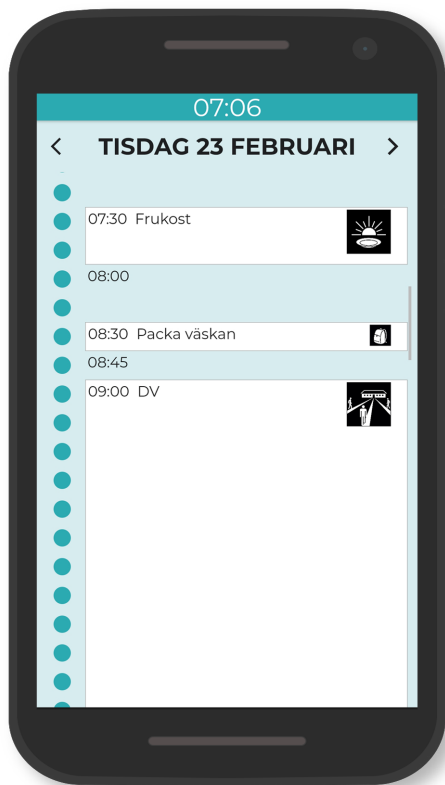 07:06
TISDAG 23 FEBRUARI
07:30 Frukost
08:00
08:30 Packa väskan
08:45
09:00 DV